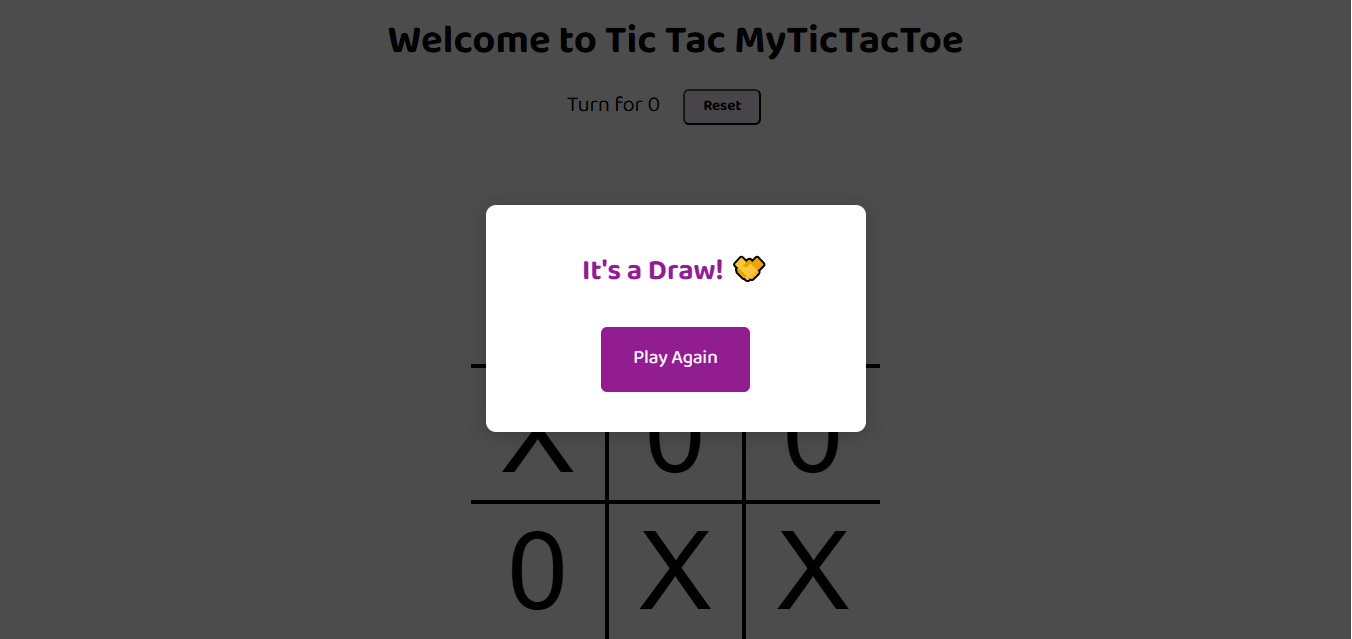 Welcome to Tic Tac MyTicTacToe
Turn for 0
Reset
It's a Draw!
Play Again
X 0 0
0 X X